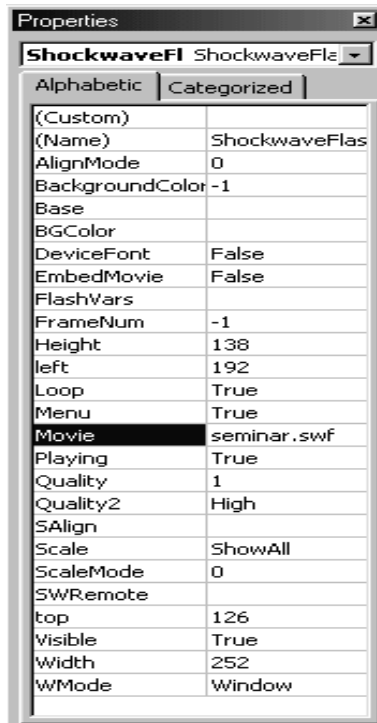 Properties
ShockwaveFl ShockwaveFla
Alphabetic Categorized
(Custom)
(Name) ShockwaveFlas
AlignMode 0
BackgroundColor -1
Base
BGColor
DeviceFont False
EmbedMovie False
FlashVars
FrameNum -1
Height 138
left 192
Loop True
Menu True
Movie seminar.swf
Playing True
Quality 1
Quality2 High
SAlign
Scale ShowAll
ScaleMode 0
SWRemote
top 126
Visible True
Width 252
WMode Window